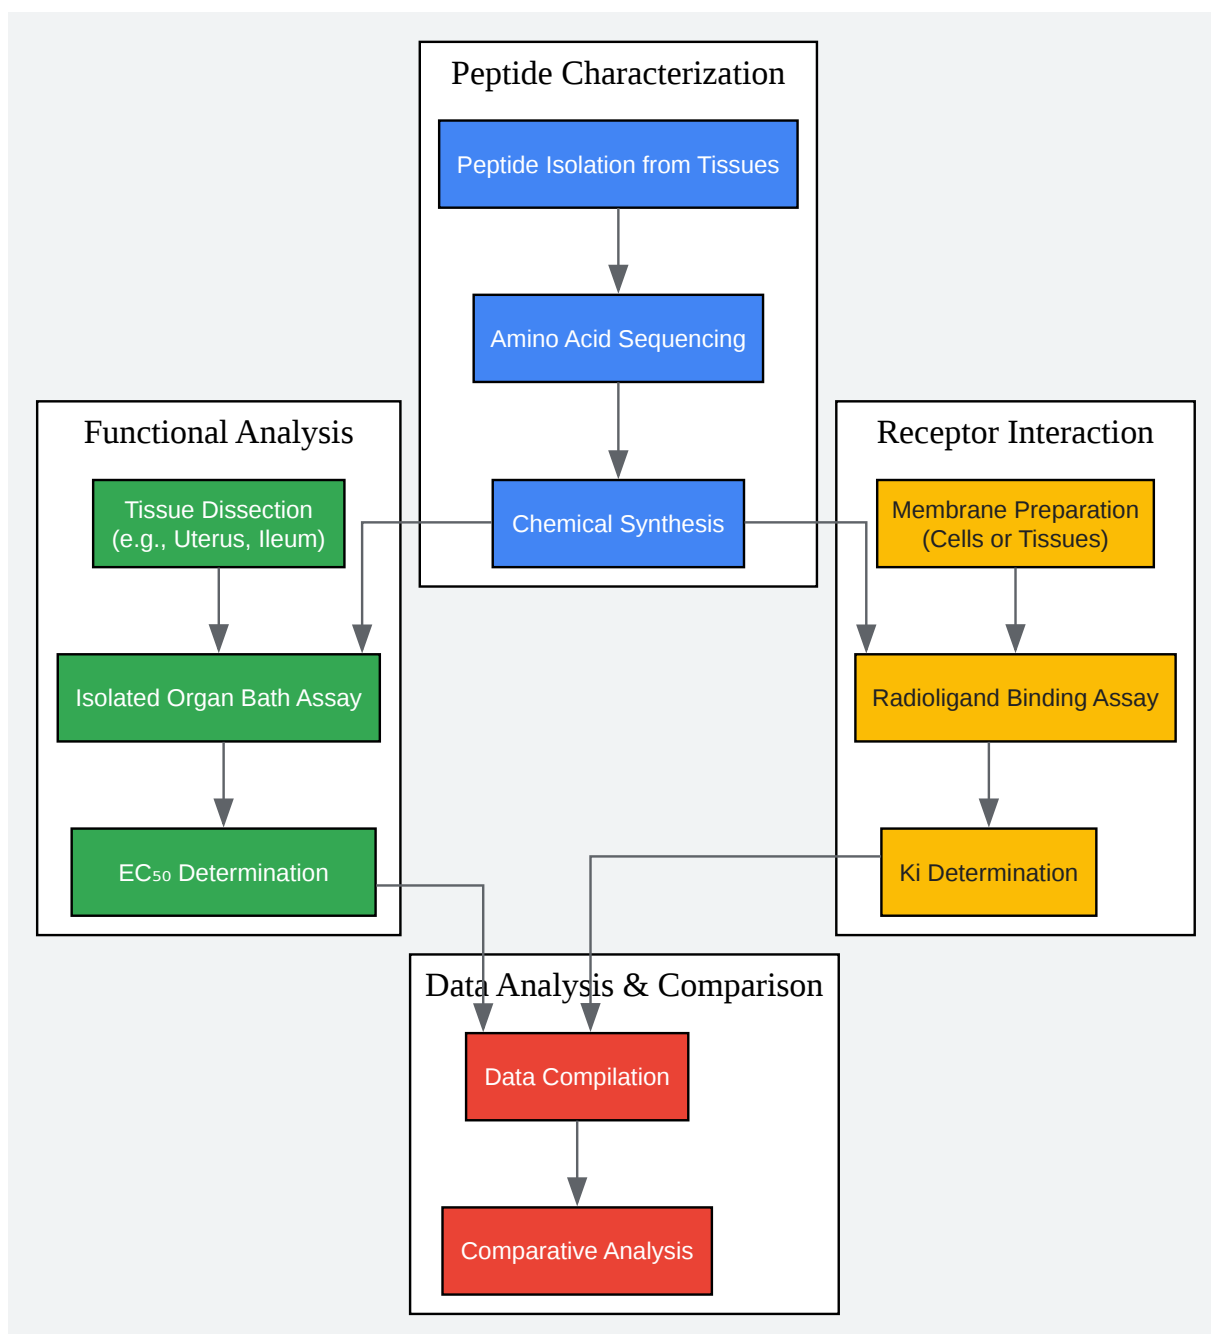 Peptide Characterization
Peptide Isolation from Tissues
Amino Acid Sequencing
Chemical Synthesis
Functional Analysis
Tissue Dissection
(e.g., Uterus, Ileum)
Isolated Organ Bath Assay
EC₅₀ Determination
Receptor Interaction
Membrane Preparation
(Cells or Tissues)
Radioligand Binding Assay
Ki Determination
Data Analysis & Comparison
Data Compilation
Comparative Analysis